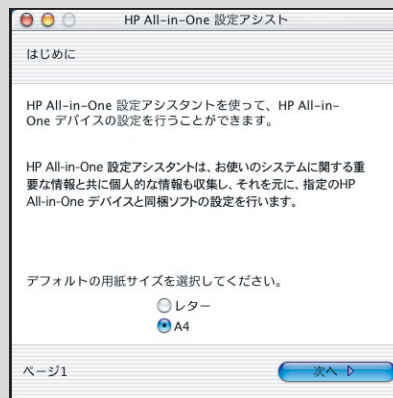 HP All-in-One 設定アシスト
はじめに
HP All-in-One 設定アシスタントを使って、HP All-in-
One デバイスの設定を行うことができます。
HP All-in-One 設定アシスタントは、お使いのシステムに関する重
要な情報と共に個人的な情報も収集し、それを元に、指定のHP
All-in-One デバイスと同梱ソフトの設定を行います。
デフォルトの用紙サイズを選択してください。
レター
A4
ページ1
次へ